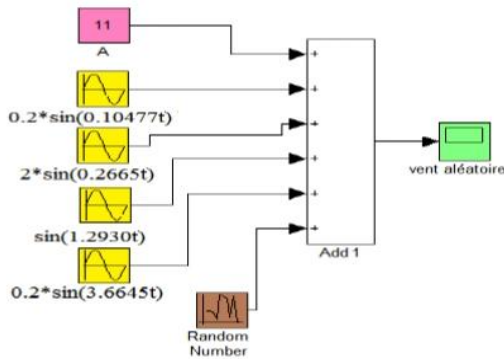 11
A
+
0.2*sin(0.10477t)
+
2*sin(0.2665t)
+
sin(1.2930t)
+
0.2*sin(3.6645t)
+
+
Add 1
vent aléatoire
Random
Number